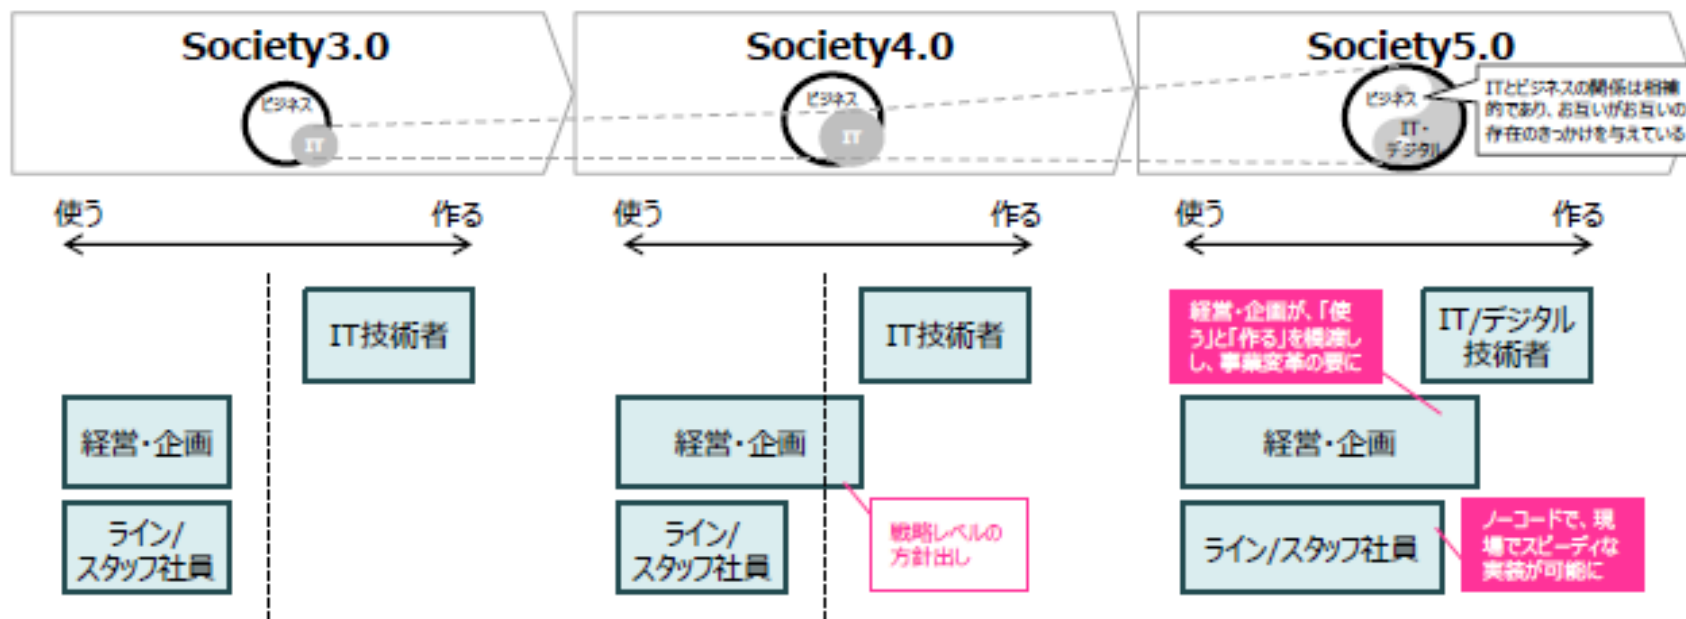 Society3.0
Society4.0
Society5.0
ビジネス
IT
ビジネス
IT
ビジネス
IT・
デジタル
ITとビジネスの関係は相補
的であり、お互いがお互いの
存在のきっかけを与えている
使う
作る
使う
作る
使う
作る
IT技術者
経営・企画
ライン/
スタッフ社員
IT技術者
経営・企画
ライン/
スタッフ社員
戦略レベルの
方針出し
経営・企画が、「使
う」と「作る」を橋渡し
し、事業変革の要に
IT/デジタル
技術者
経営・企画
ライン/スタッフ社員
ノーコードで、現
場でスピーディな
実装が可能に